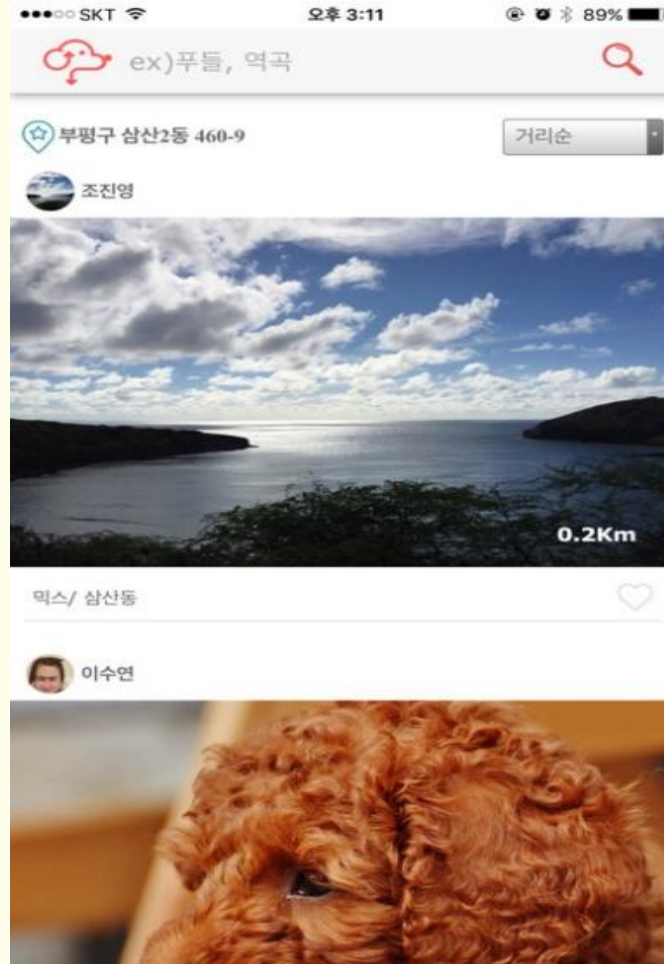 SKT 오후 3:11 89%
ex)푸들, 역곡
부평구 삼산2동 460-9 거리순
조진영
0.2Km
믹스/ 삼산동
이수연